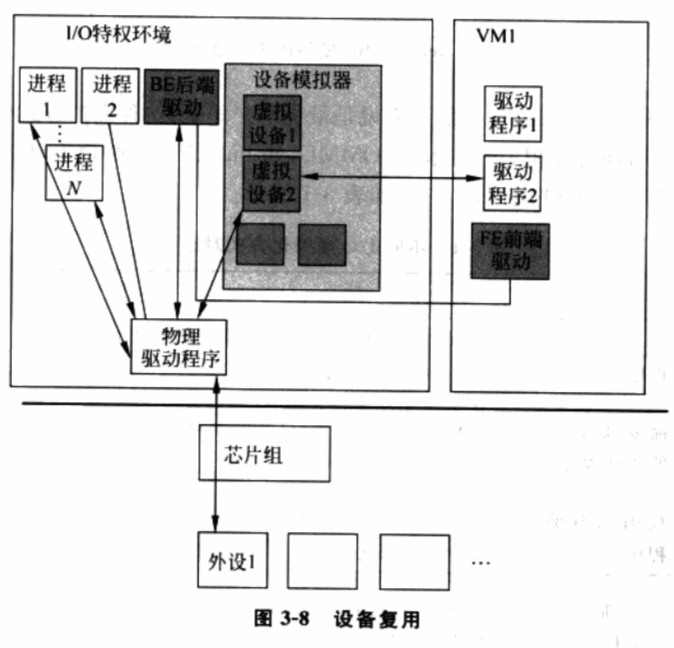 I/O特权环境
VM1
进程
1
进程
2
BE后端
驱动
设备模拟器
虚拟
设备1
虚拟
设备2
进程
N
驱动
程序1
驱动
程序2
FE前端
驱动
物理
驱动程序
芯片组
外设1
…
图 3-8 设备复用